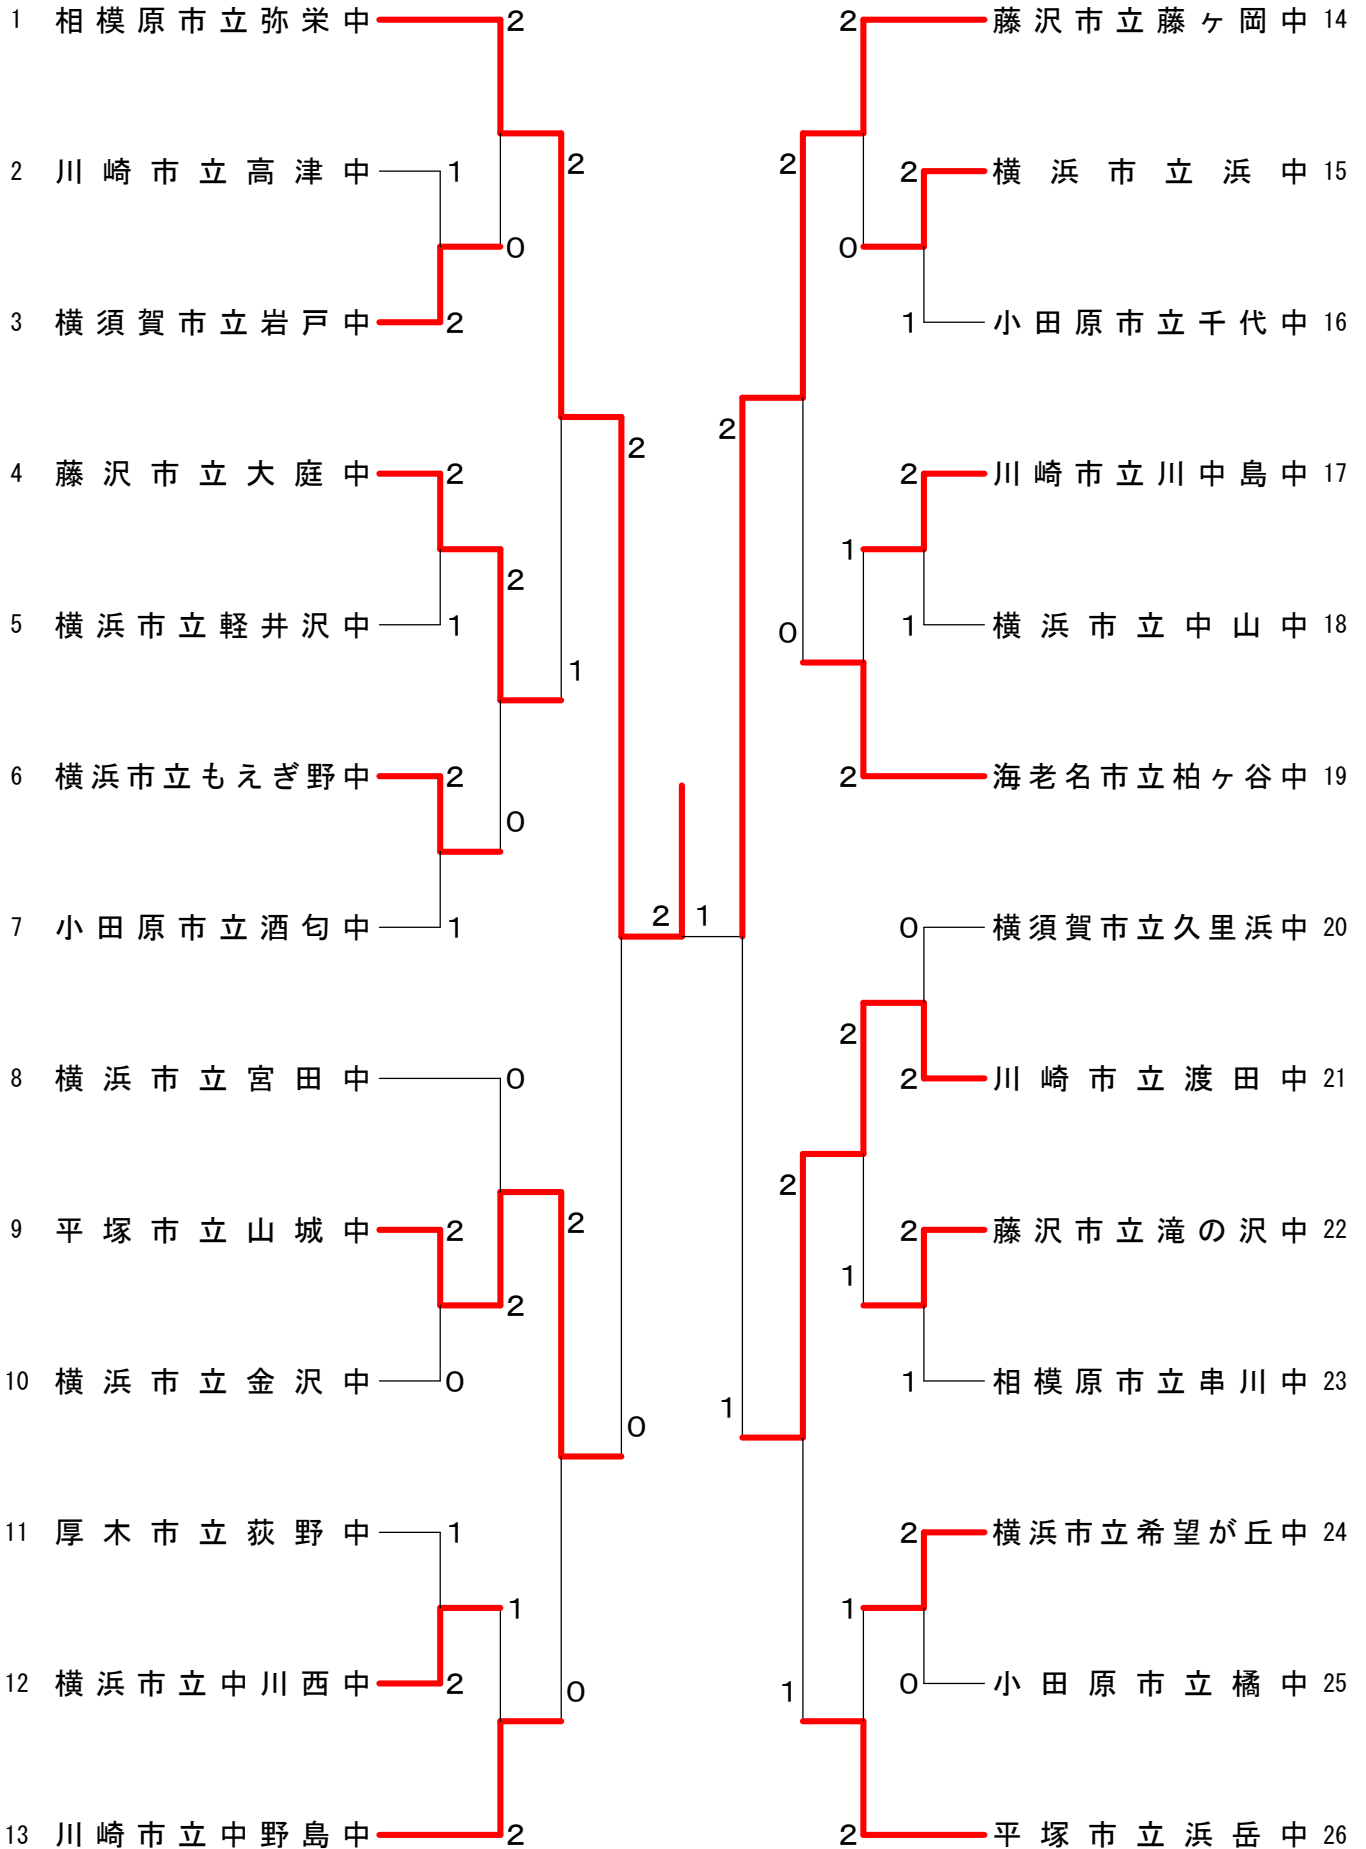 1 相模原市立弥栄中 2 2 藤沢市立藤ヶ岡中 14
2 川崎市立高津中 1 2 2 2 横浜市立浜中 15
0 0
3 横須賀市立岩戸中 2 1 小田原市立千代中 16
2 2
4 藤沢市立大庭中 2 2 川崎市立川中島中 17
2 1
5 横浜市立軽井沢中 1 0 1 横浜市立中山中 18
1
6 横浜市立もえぎ野中 2 2 海老名市立柏ヶ谷中 19
0
7 小田原市立酒匂中 1 2 1 0 横須賀市立久里浜中 20
2
8 横浜市立宮田中 0 2 川崎市立渡田中 21
2
9 平塚市立山城中 2 2 2 藤沢市立滝の沢中 22
2 1
10 横浜市立金沢中 0 1 相模原市立串川中 23
0 1
11 厚木市立荻野中 1 2 横浜市立希望が丘中 24
1 1
12 横浜市立中川西中 2 0 1 0 小田原市立橘中 25
13 川崎市立中野島中 2 2 平塚市立浜岳中 26